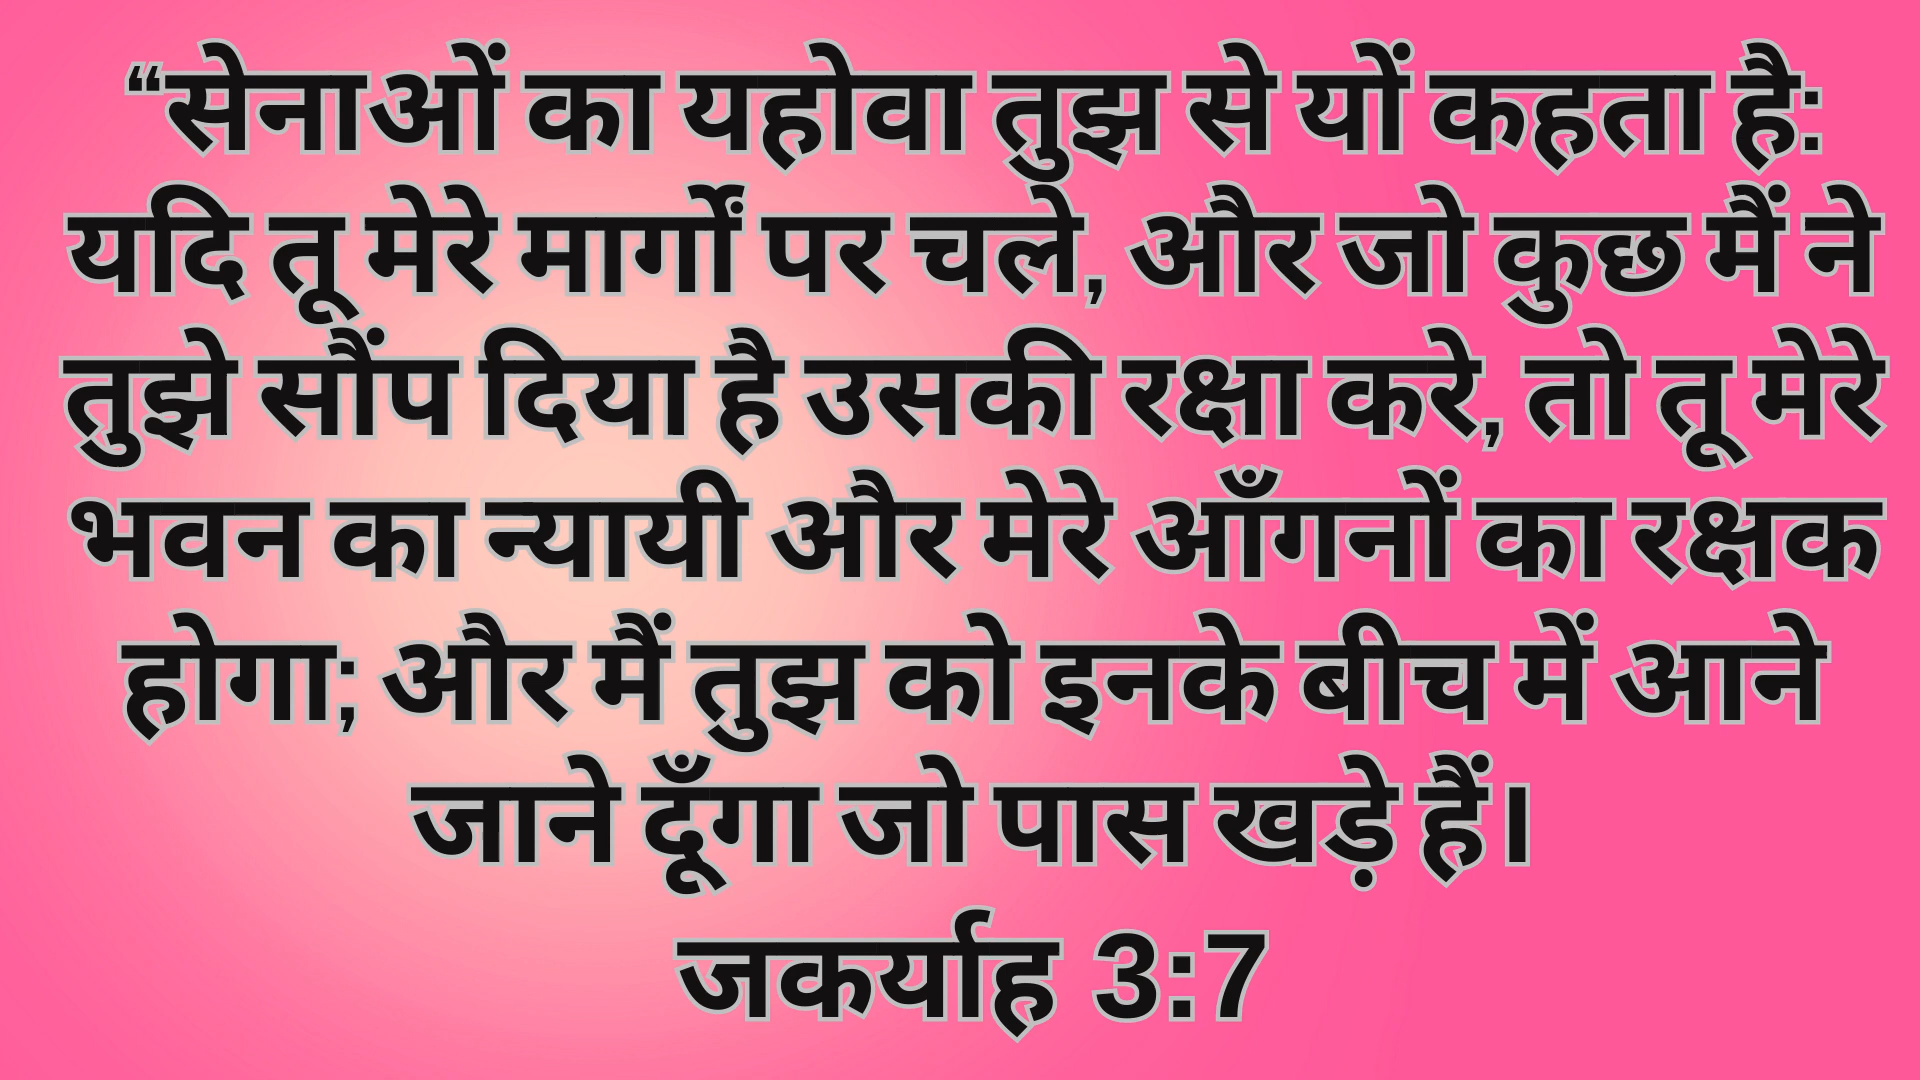 “सेनाओं का यहोवा तुझ से यों कहता है:
यदि तू मेरे मार्गों पर चले, और जो कुछ मैं ने
तुझे सौंप दिया है उसकी रक्षा करे, तो तू मेरे
भवन का न्यायी और मेरे आँगनों का रक्षक
होगा; और मैं तुझ को इनके बीच में आने
जाने दूँगा जो पास खड़े हैं।
जकर्याह 3:7